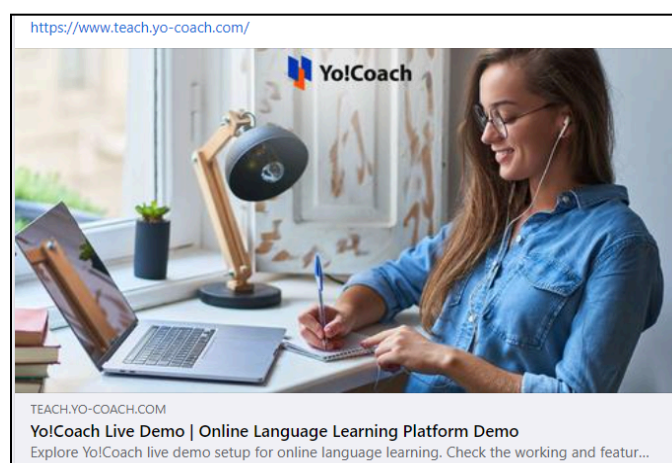 https://www.teach.yo-coach.com/
Yo!Coach
TEACH.YO-COACH.COM
Yo!Coach Live Demo | Online Language Learning Platform Demo
Explore Yo!Coach live demo setup for online language learning. Check the working and featur...